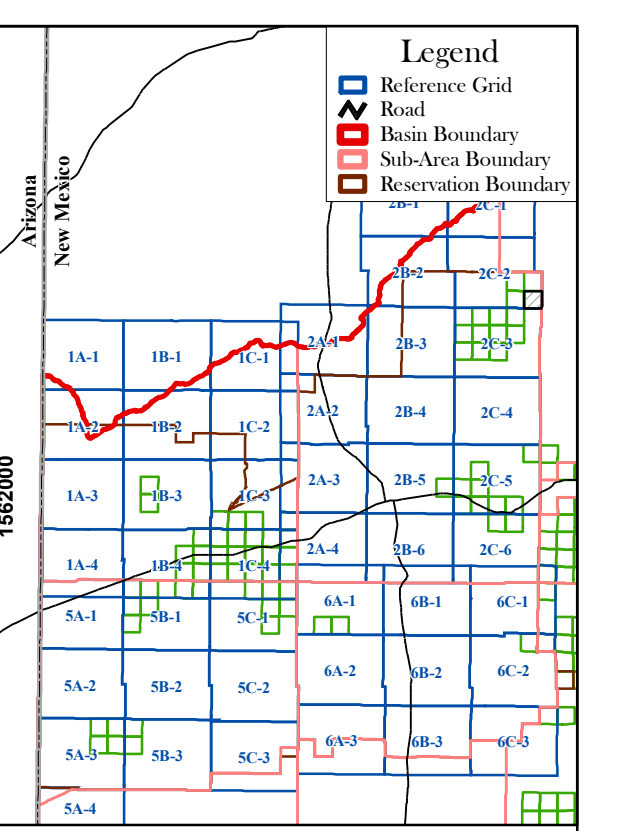 Legend
Reference Grid
Road
Basin Boundary
Sub-Area Boundary
Reservation Boundary
Arizona
New Mexico
1562000
2B-1
2C-1
2B-2
2C-2
2A-1
2B-3
2C-3
1A-1
1B-1
1C-1
2A-2
2B-4
2C-4
1A-2
1B-2
1C-2
2A-3
2B-5
2C-5
1A-3
1B-3
1C-3
2A-4
2B-6
2C-6
1A-4
1B-4
1C-4
6A-1
6B-1
6C-1
5A-1
5B-1
5C-1
6A-2
6B-2
6C-2
5A-2
5B-2
5C-2
6A-3
6B-3
6C-3
5A-3
5B-3
5C-3
5A-4